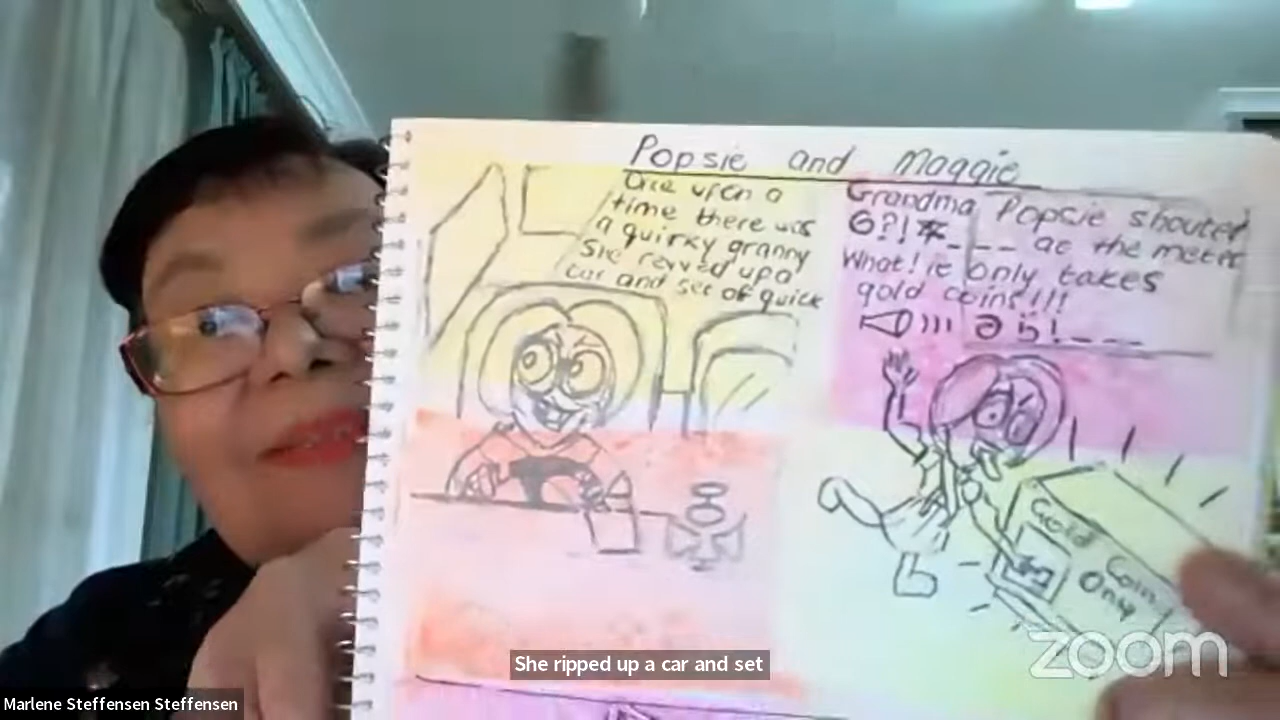 Popsie and Maggie
Once upon a
time there was
a quirky granny
She revved up a
car and set of quick
Grandma Popsie shouted
6?!*_ _ _ at the meter
What! it only takes
gold coins!!!
Gold Coins
Only
She ripped up a car and set
zoom
Marlene Steffensen Steffensen